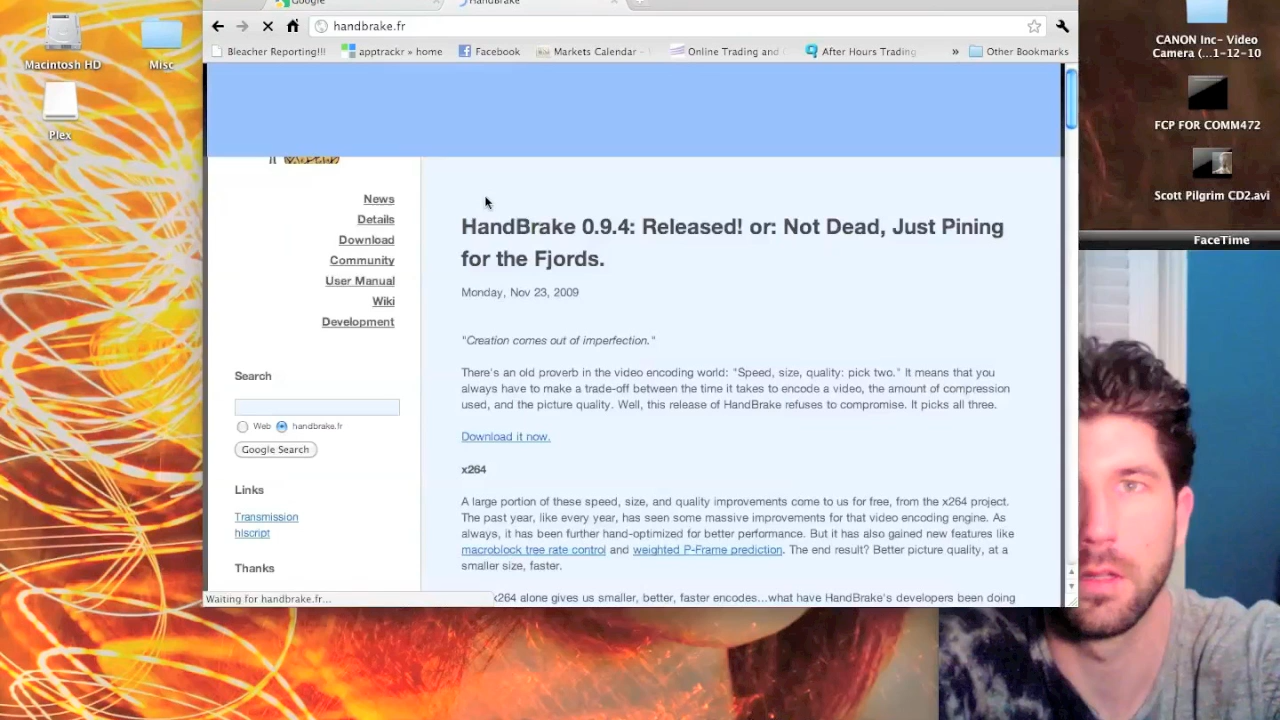 Macintosh HD
Misc
Plex
Google
HandBrake
handbrake.fr
Bleacher Reporting!!!
apptrackr » home
Facebook
Markets Calendar -
Online Trading and
After Hours Trading
»
Other Bookmarks
News
Details
Download
Community
User Manual
Wiki
Development
Search
Web
handbrake.fr
Google Search
Links
Transmission
hiscript
Thanks
HandBrake 0.9.4: Released! or: Not Dead, Just Pining
for the Fjords.
Monday, Nov 23, 2009
"Creation comes out of imperfection."
There's an old proverb in the video encoding world: "Speed, size, quality: pick two." It means that you
always have to make a trade-off between the time it takes to encode a video, the amount of compression
used, and the picture quality. Well, this release of HandBrake refuses to compromise. It picks all three.
Download it now.
x264
A large portion of these speed, size, and quality improvements come to us for free, from the x264 project.
The past year, like every year, has seen some massive improvements for that video encoding engine. As
always, it has been further hand-optimized for better performance. But it has also gained new features like
macroblock tree rate control and weighted P-Frame prediction. The end result? Better picture quality, at a
smaller size, faster.
x264 alone gives us smaller, better, faster encodes...what have HandBrake's developers been doing
Waiting for handbrake.fr...
CANON Inc- Video
Camera (...1-12-10
FCP FOR COMM472
Scott Pilgrim CD2.avi
FaceTime